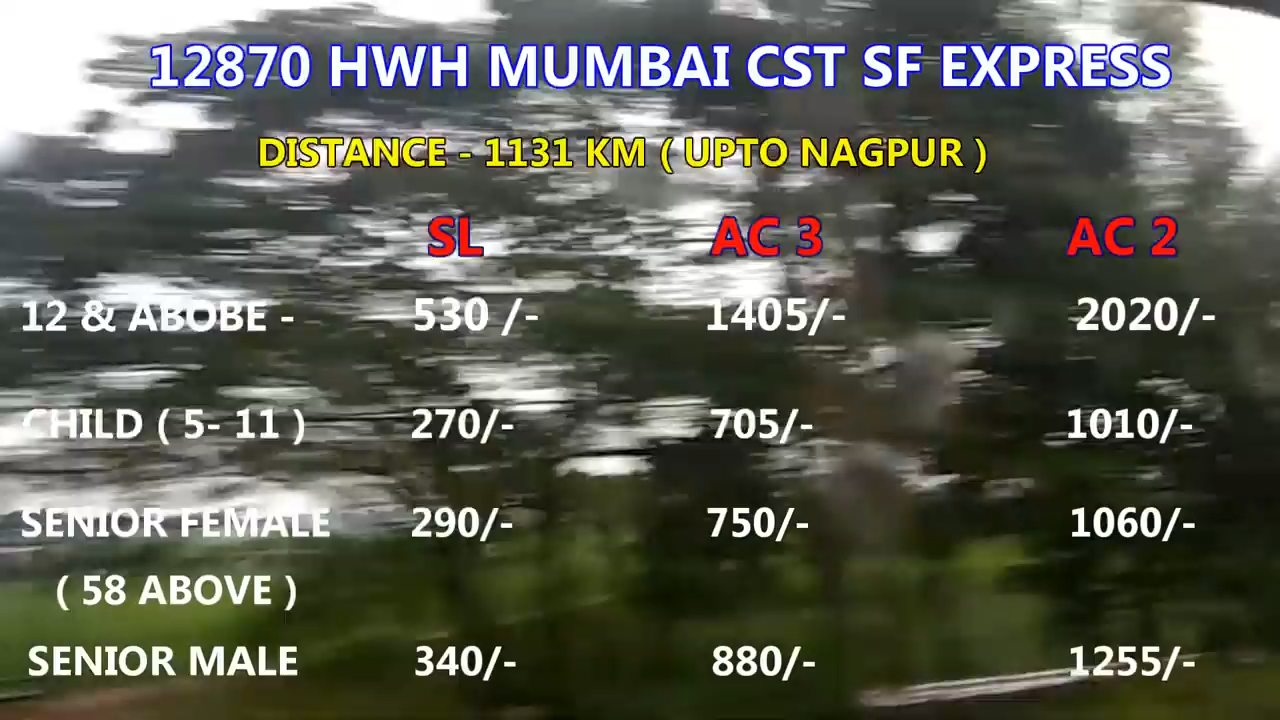 12870 HWH MUMBAI CST SF EXPRESS
DISTANCE - 1131 KM ( UPTO NAGPUR )
SL AC 3 AC 2
12 & ABOBE - 530 /- 1405/- 2020/-
CHILD ( 5- 11 ) 270/- 705/- 1010/-
SENIOR FEMALE 290/- 750/- 1060/-
( 58 ABOVE )
SENIOR MALE 340/- 880/- 1255/-